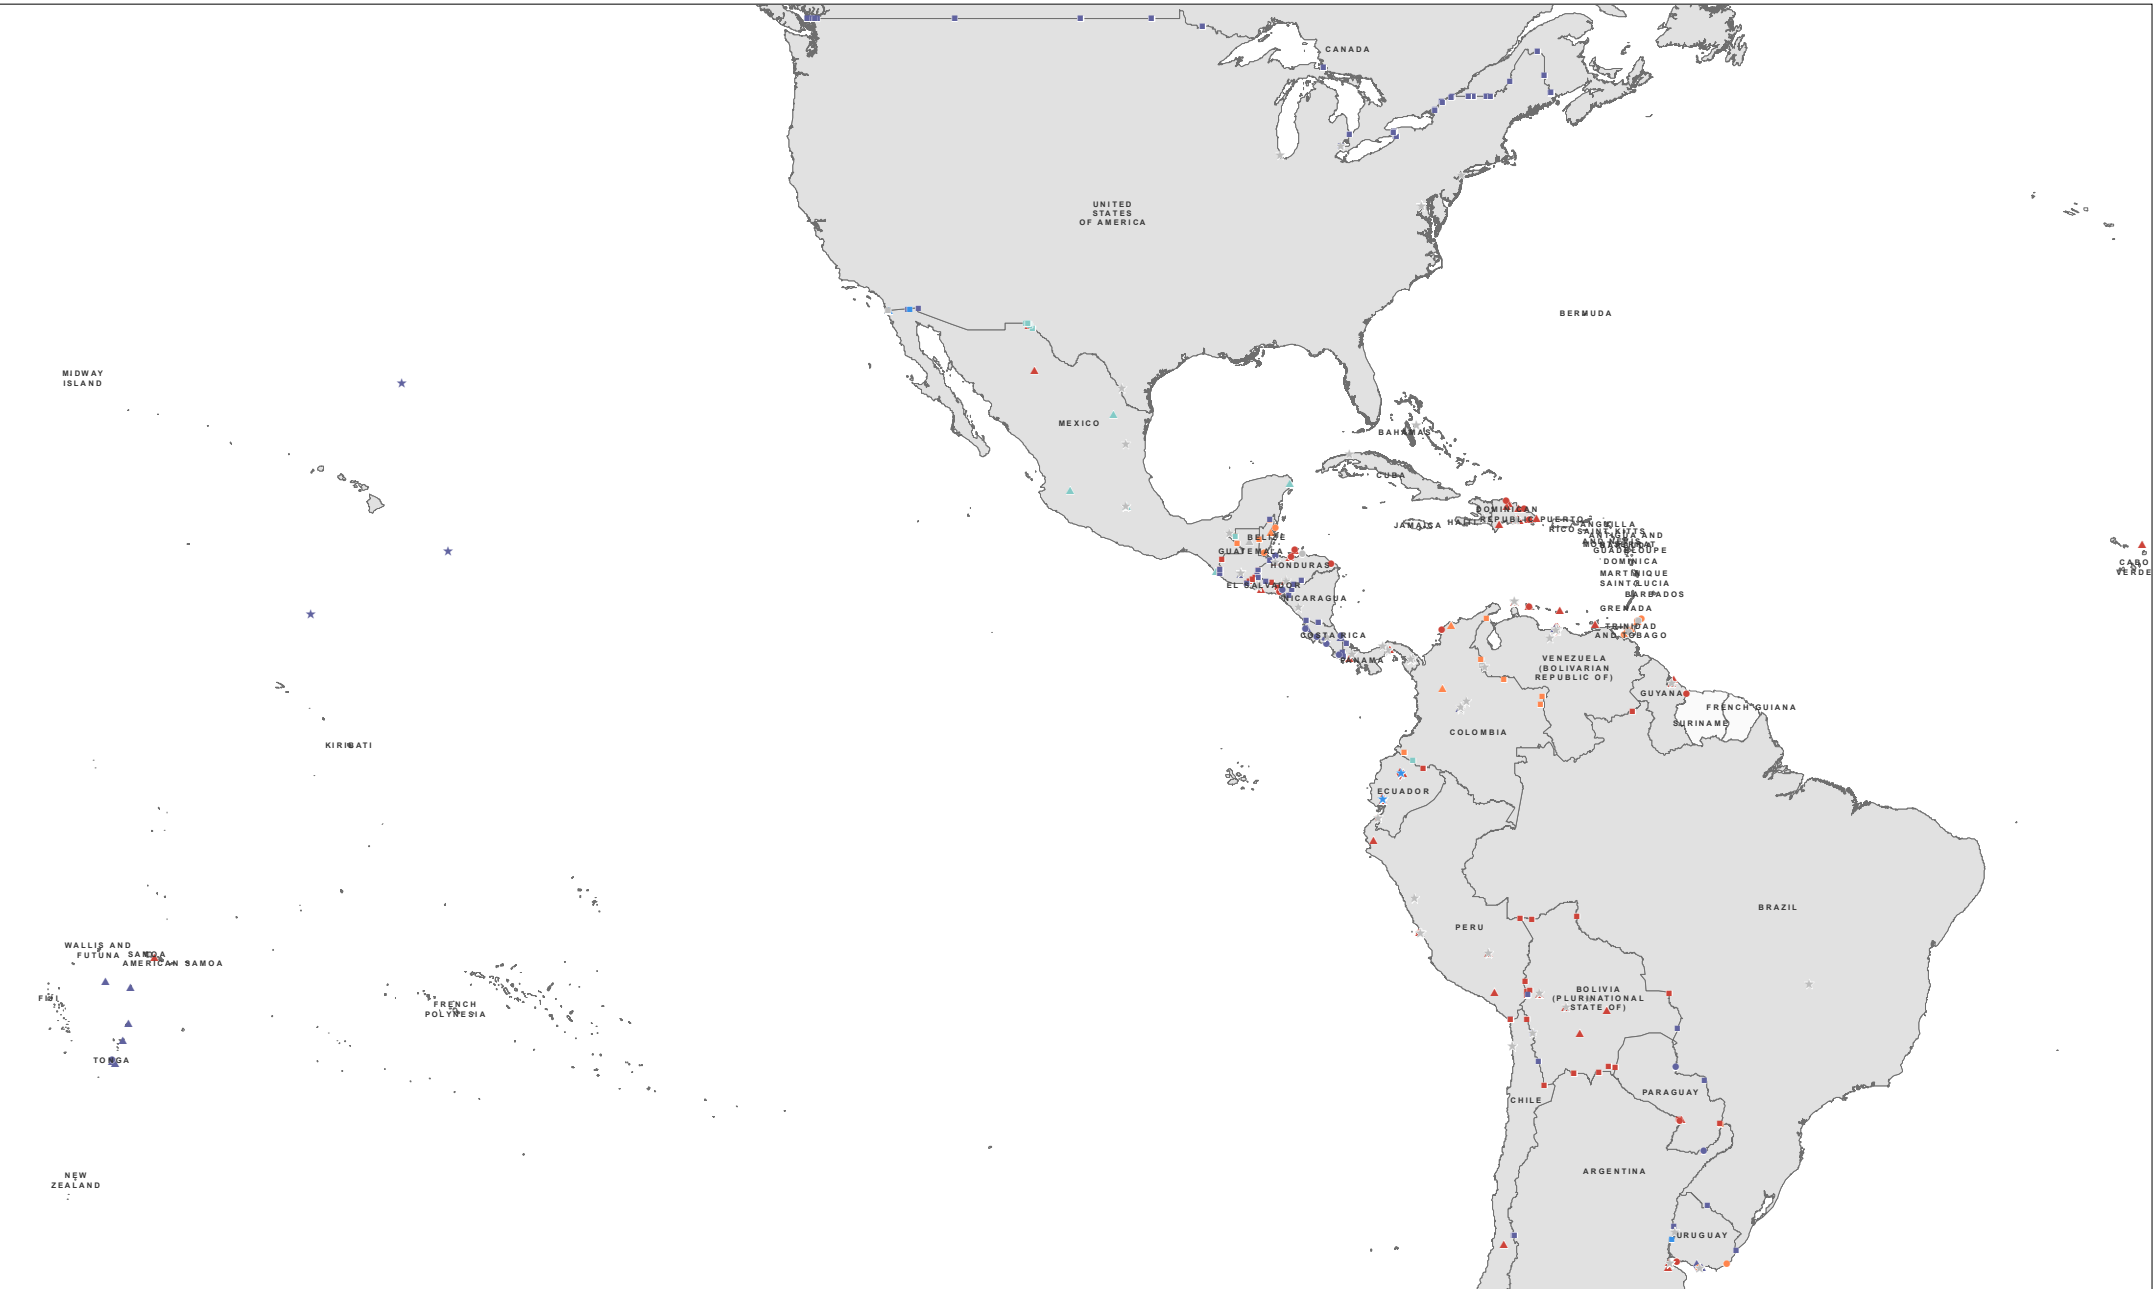 CANADA
UNITED
STATES
OF AMERICA
BERMUDA
MIDWAY
ISLAND
MEXICO
BAHAMAS
CUBA
DOMINICAN
REPUBLIC
PUERTO
RICO
JAMAICA
HAITI
ANGUILLA
SAINT KITTS
AND NEVIS
ANTIGUA AND
GUADELOUPE
DOMINICA
MARTINIQUE
SAINT LUCIA
BARBADOS
GRENADA
TRINIDAD
AND TOBAGO
BELIZE
GUATEMALA
HONDURAS
EL SALVADOR
NICARAGUA
COSTA RICA
PANAMA
CABO
VERDE
VENEZUELA
(BOLIVARIAN
REPUBLIC OF)
GUYANA
FRENCH GUIANA
SURINAME
COLOMBIA
KIRIBATI
ECUADOR
BRAZIL
PERU
WALLIS AND
FUTUNA
SAMOA
AMERICAN SAMOA
FIJI
FRENCH
POLYNESIA
BOLIVIA
(PLURINATIONAL
STATE OF)
TONGA
PARAGUAY
CHILE
ARGENTINA
NEW
ZEALAND
URUGUAY